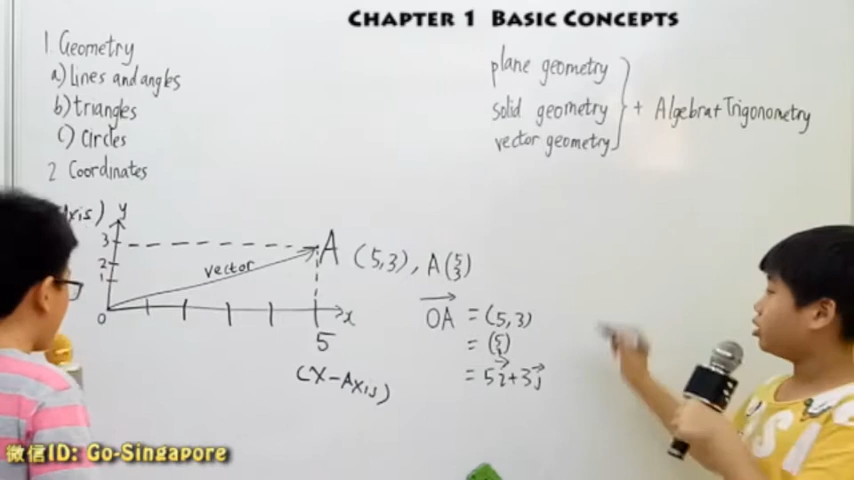 CHAPTER 1 BASIC CONCEPTS
1. Geometry
a) Lines and angles
b) triangles
c) Circles
2 Coordinates
plane geometry
solid geometry
vector geometry
+ Algebra+Trigonometry
Axis) y
3
2
1
0
vector
A (5,3), A(5 3)
x
5
(X-Axis)
OA = (5,3)
= (5 3)
= 5i+3j
微信ID: Go-Singapore